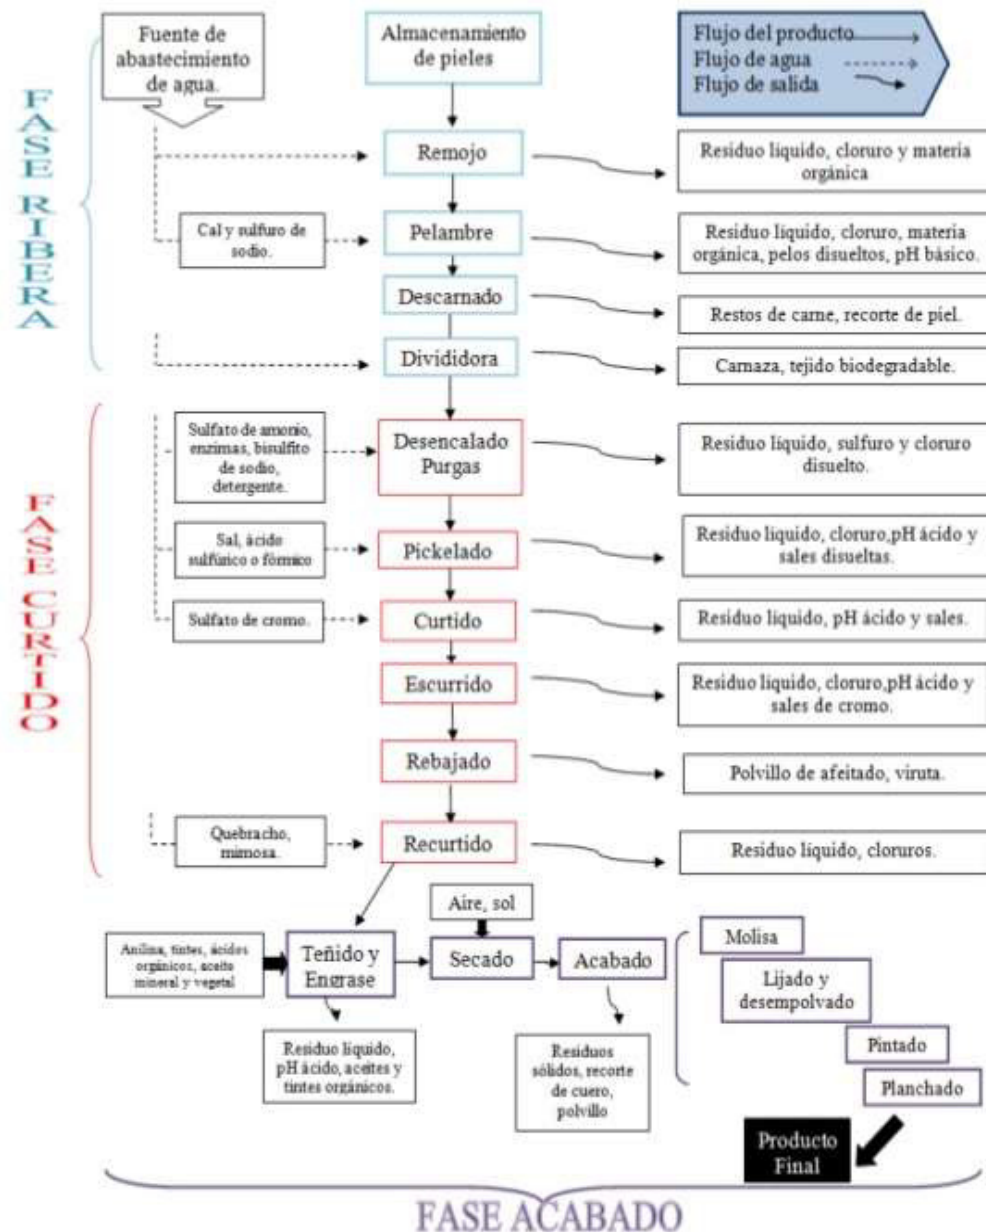 Fuente de
abastecimiento
de agua.
Almacenamiento
de pieles
Flujo del producto
Flujo de agua
Flujo de salida
FASE RIBERA
Remojo
Residuo líquido, cloruro y materia
orgánica
Cal y sulfuro de
sodio.
Pelambre
Residuo líquido, cloruro, materia
orgánica, pelos disueltos, pH básico.
Descarnado
Restos de carne, recorte de piel.
Divididora
Carnaza, tejido biodegradable.
FASE CURTIDO
Sulfato de amonio,
enzimas, bisulfito
de sodio,
detergente.
Desencalado
Purgas
Residuo líquido, sulfuro y cloruro
disuelto.
Sal, ácido
sulfúrico o fórmico
Pickelado
Residuo líquido, cloruro,pH ácido y
sales disueltas.
Sulfato de cromo.
Curtido
Residuo líquido, pH ácido y sales.
Escurrido
Residuo líquido, cloruro,pH ácido y
sales de cromo.
Rebajado
Polvillo de afeitado, viruta.
Quebracho,
mimosa.
Recurtido
Residuo líquido, cloruros.
Aire, sol
Anilina, tintes, ácidos
orgánicos, aceite
mineral y vegetal
Teñido y
Engrase
Secado
Acabado
Molisa
Lijado y
desempolvado
Pintado
Planchado
Residuo líquido,
pH ácido, aceites y
tintes orgánicos.
Residuos
sólidos, recorte
de cuero,
polvillo
Producto
Final
FASE ACABADO